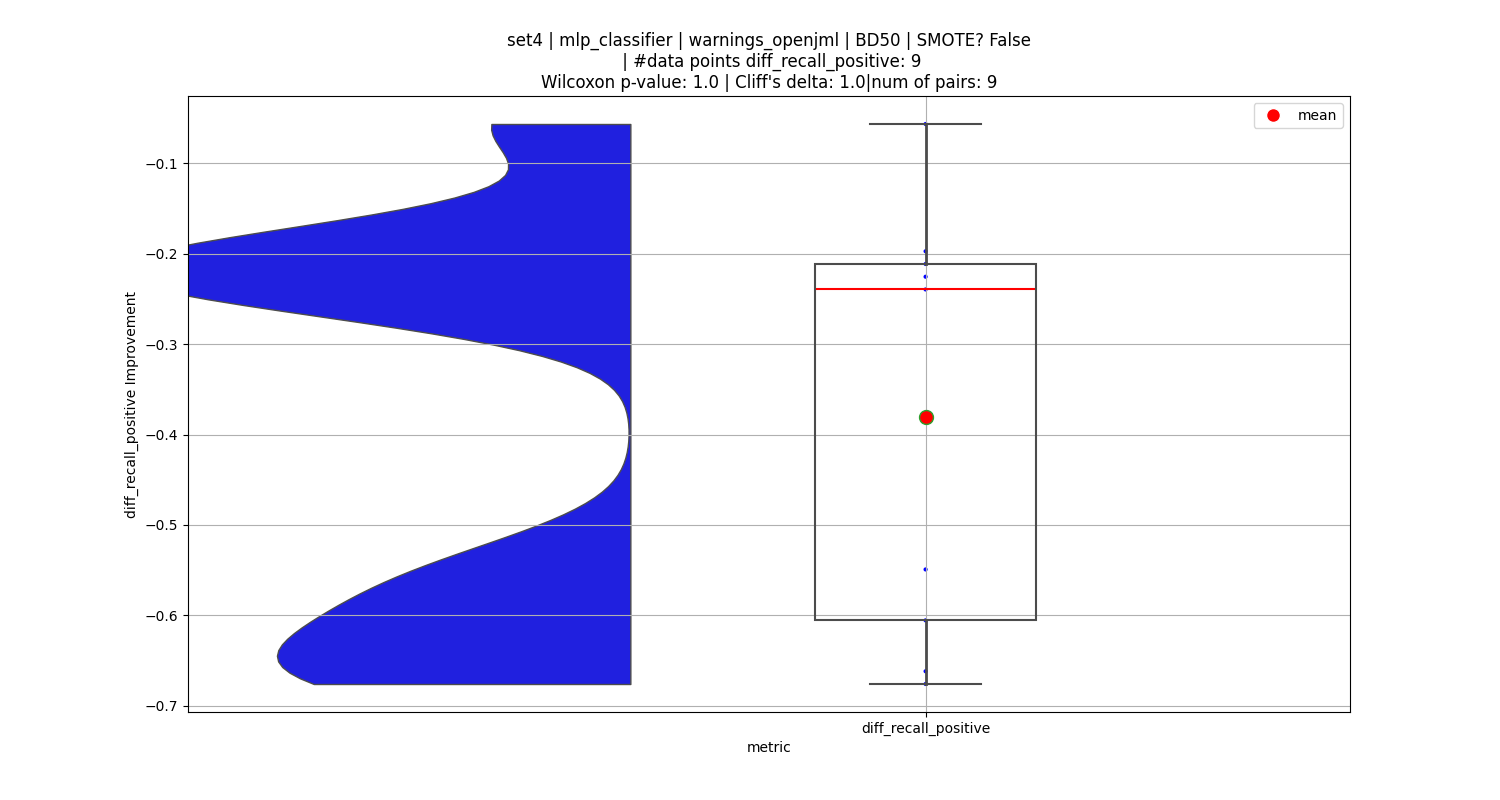 set4 | mlp_classifier | warnings_openjml | BD50 | SMOTE? False
| #data points diff_recall_positive: 9
Wilcoxon p-value: 1.0 | Cliff's delta: 1.0|num of pairs: 9
mean
−0.1
−0.2
−0.3
−0.4
−0.5
−0.6
−0.7
diff_recall_positive Improvement
diff_recall_positive
metric